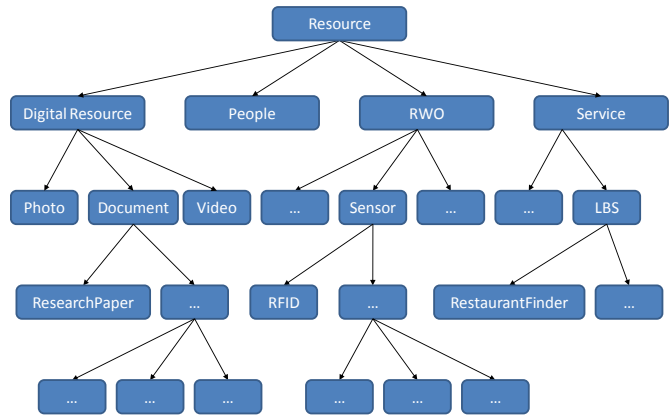 Resource
Digital Resource
People
RWO
Service
Photo
Document
Video
...
Sensor
...
...
LBS
ResearchPaper
...
RFID
...
RestaurantFinder
...
...
...
...
...
...
...